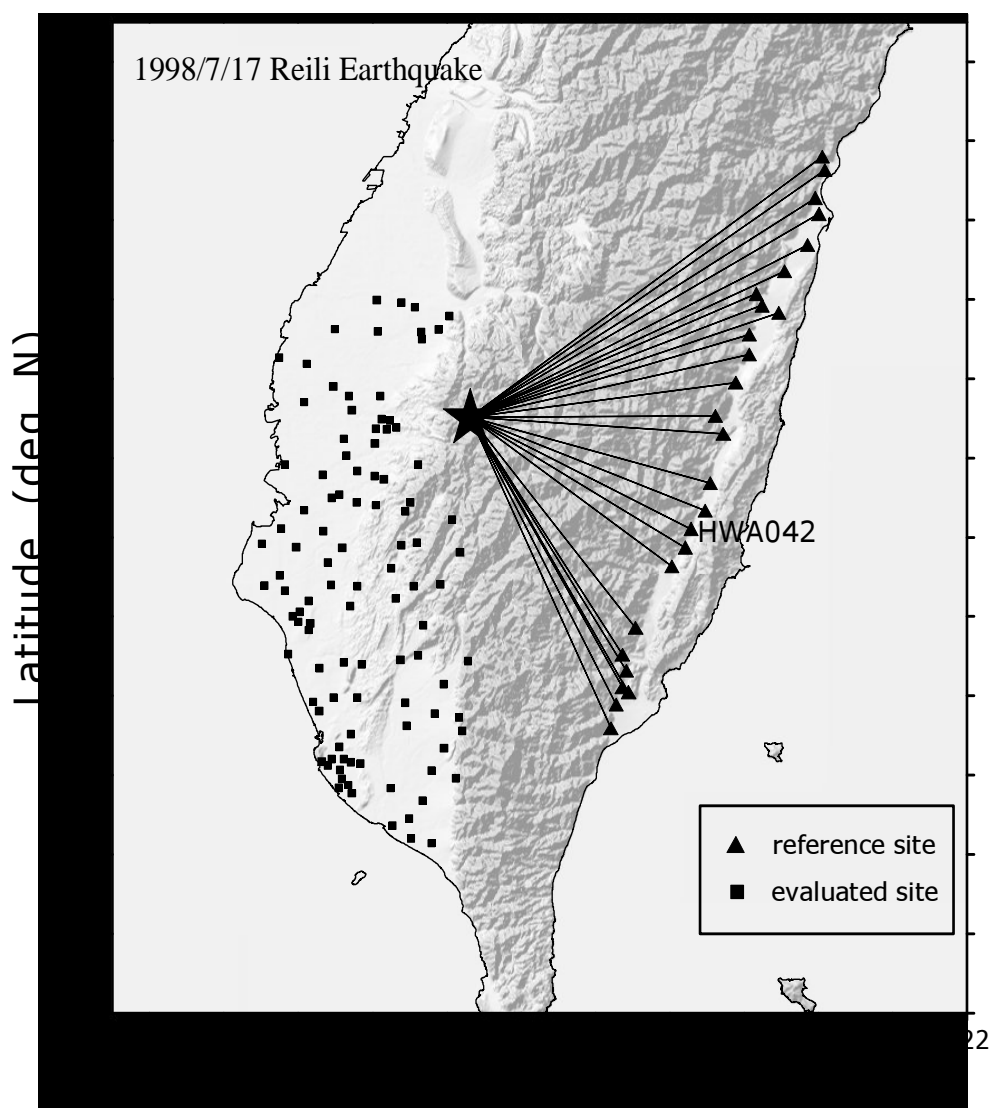 1998/7/17 Reili Earthquake
Latitude (deg N)
HWA042
reference site
evaluated site
22